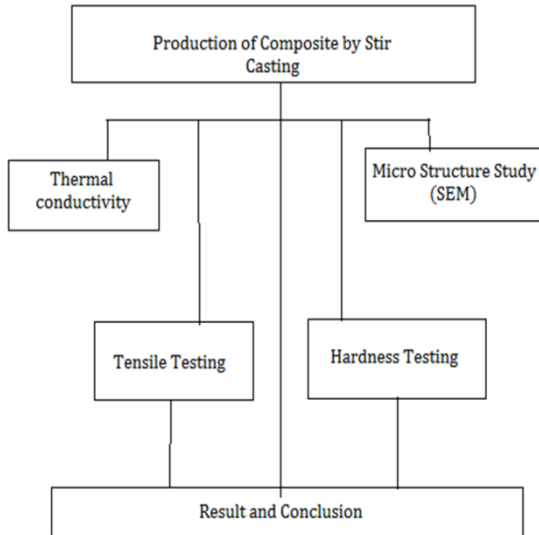 Production of Composite by Stir
Casting
Thermal
conductivity
Micro Structure Study
(SEM)
Tensile Testing
Hardness Testing
Result and Conclusion